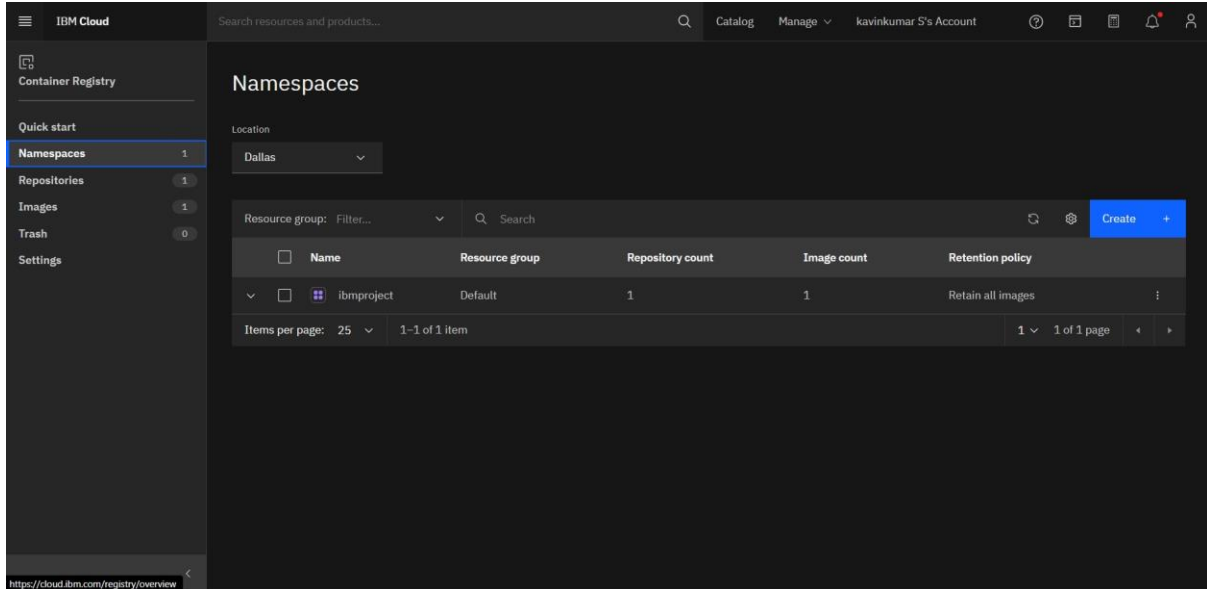 IBM Cloud
Search resources and products...
Catalog
Manage
kavinkumar S's Account
Container Registry
Quick start
Namespaces 1
Repositories 1
Images 1
Trash 0
Settings
Namespaces
Location
Dallas
Resource group: Filter...
Search
Create +
Name Resource group Repository count Image count Retention policy
ibmproject Default 1 1 Retain all images
Items per page: 25 1–1 of 1 item 1 1 of 1 page
https://cloud.ibm.com/registry/overview